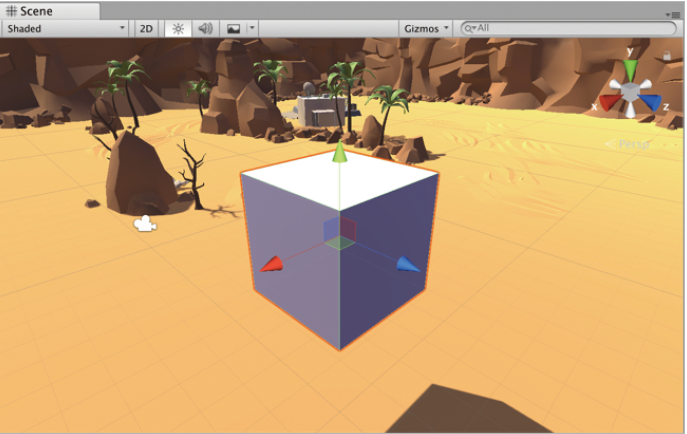 Scene
Shaded 2D Gizmos All
y
x z
Persp